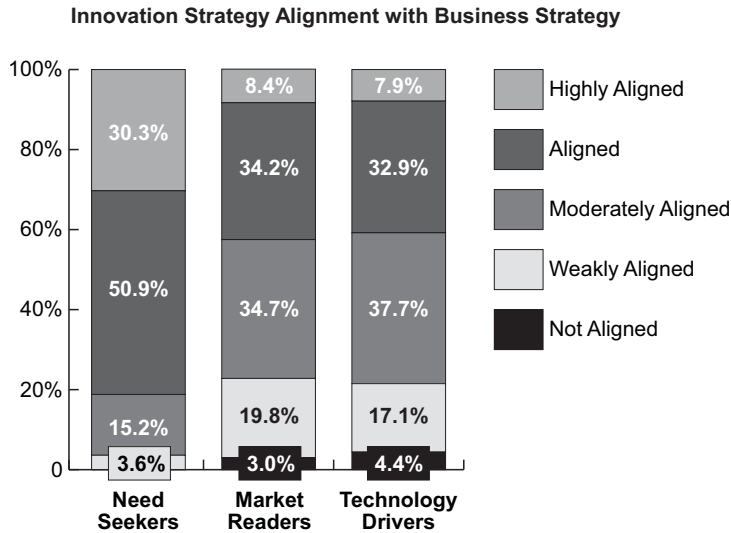 Innovation Strategy Alignment with Business Strategy
100%
80%
60%
40%
20%
0
30.3%
50.9%
15.2%
3.6%
8.4%
34.2%
34.7%
19.8%
3.0%
7.9%
32.9%
37.7%
17.1%
4.4%
Need
Seekers
Market
Readers
Technology
Drivers
Highly Aligned
Aligned
Moderately Aligned
Weakly Aligned
Not Aligned